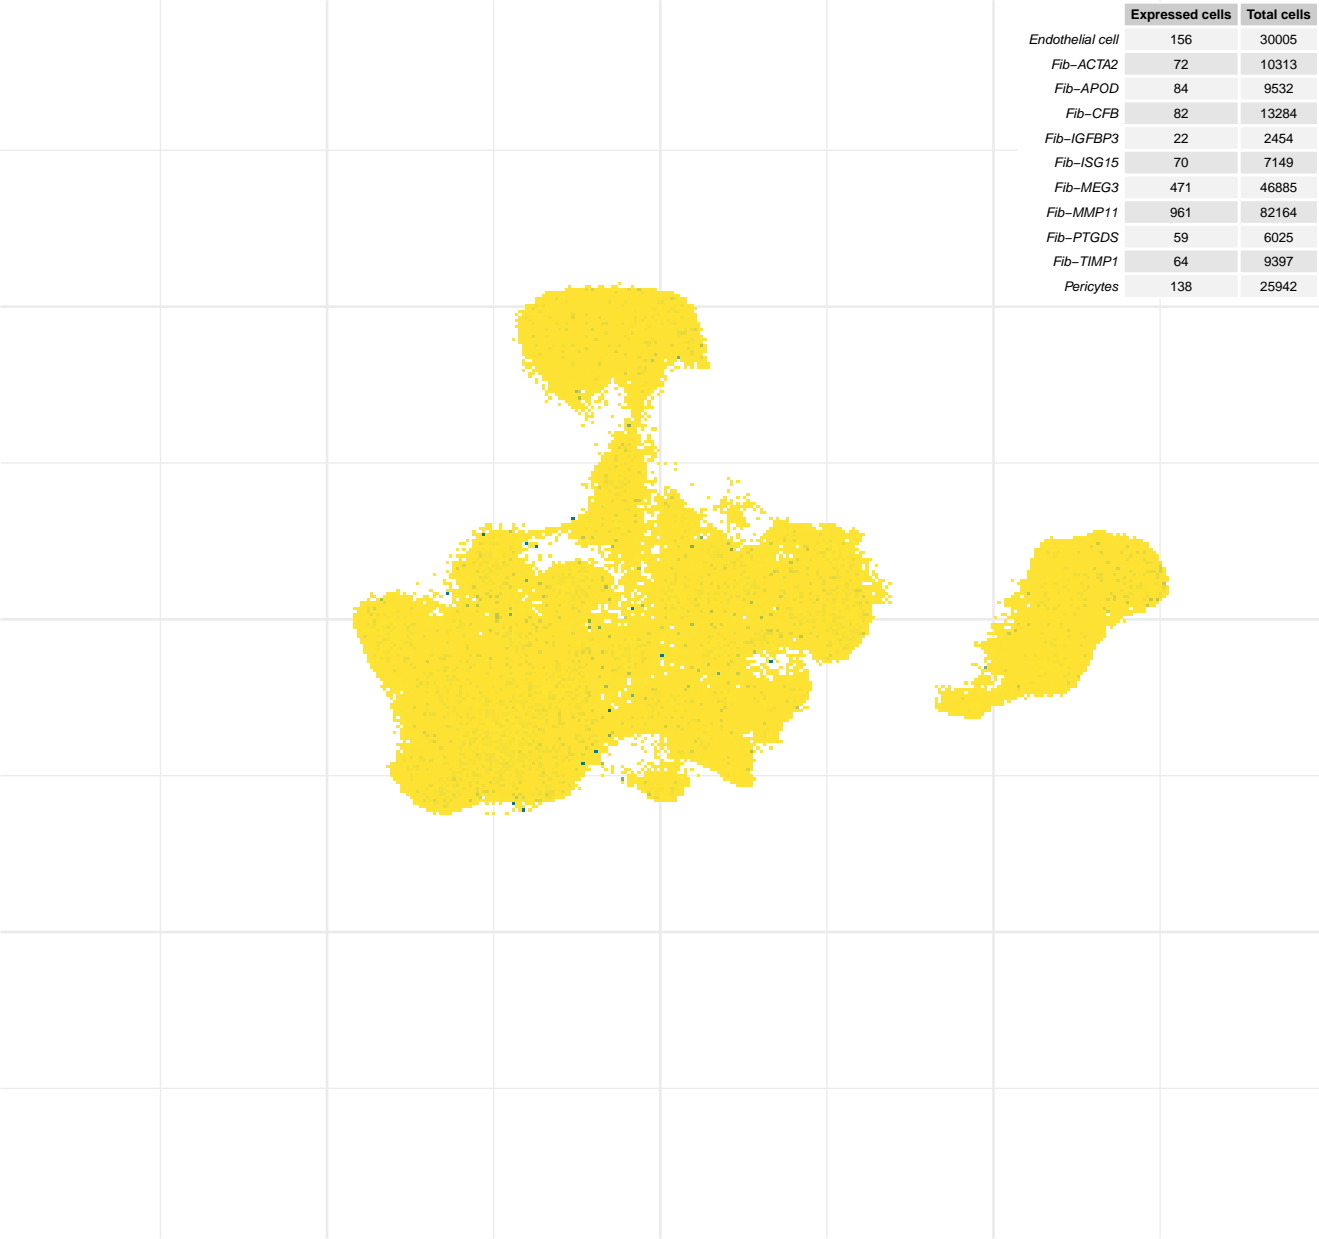 Expressed cells Total cells
Endothelial cell 156 30005
Fib−ACTA2 72 10313
Fib−APOD 84 9532
Fib−CFB 82 13284
Fib−IGFBP3 22 2454
Fib−ISG15 70 7149
Fib−MEG3 471 46885
Fib−MMP11 961 82164
Fib−PTGDS 59 6025
Fib−TIMP1 64 9397
Pericytes 138 25942